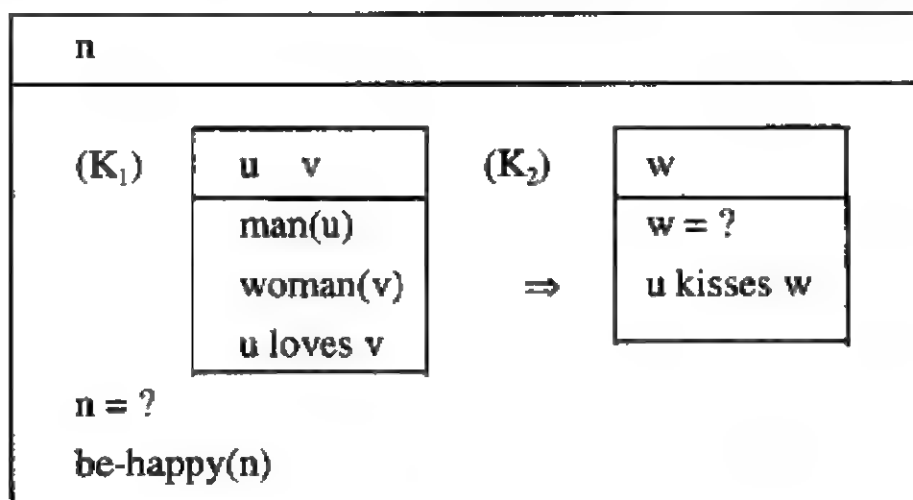 n
(K₁) u v (K₂) w
man(u) w = ?
woman(v) ⇒ u kisses w
u loves v
n = ?
be-happy(n)